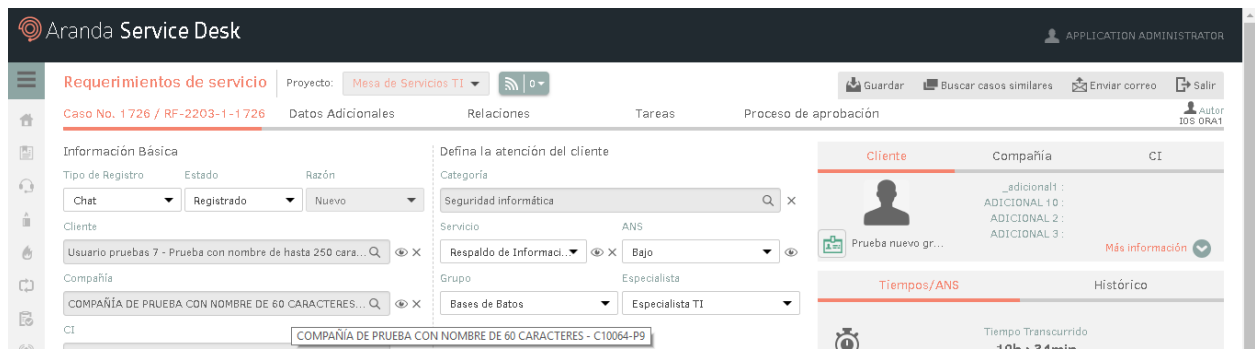 Aranda Service Desk
APPLICATION ADMINISTRATOR
Requerimientos de servicio
Proyecto: Mesa de Servicios TI
0
Guardar
Buscar casos similares
Enviar correo
Salir
Caso No. 1726 / RF-2203-1-1726
Datos Adicionales
Relaciones
Tareas
Proceso de aprobación
Autor
IOS ORA1
Información Básica
Tipo de Registro
Estado
Razón
Chat
Registrado
Nuevo
Cliente
Usuario pruebas 7 - Prueba con nombre de hasta 250 cara...
Compañía
COMPAÑÍA DE PRUEBA CON NOMBRE DE 60 CARACTERES...
CI
COMPAÑÍA DE PRUEBA CON NOMBRE DE 60 CARACTERES - C10064-P9
Defina la atención del cliente
Categoría
Seguridad informática
Servicio
ANS
Respaldo de Informaci...
Bajo
Grupo
Especialista
Bases de Batos
Especialista TI
Cliente
Compañía
CI
_adicional1 :
ADICIONAL 10 :
ADICIONAL 2 :
ADICIONAL 3 :
Prueba nuevo gr...
Más información
Tiempos/ANS
Histórico
Tiempo Transcurrido
10h : 34min